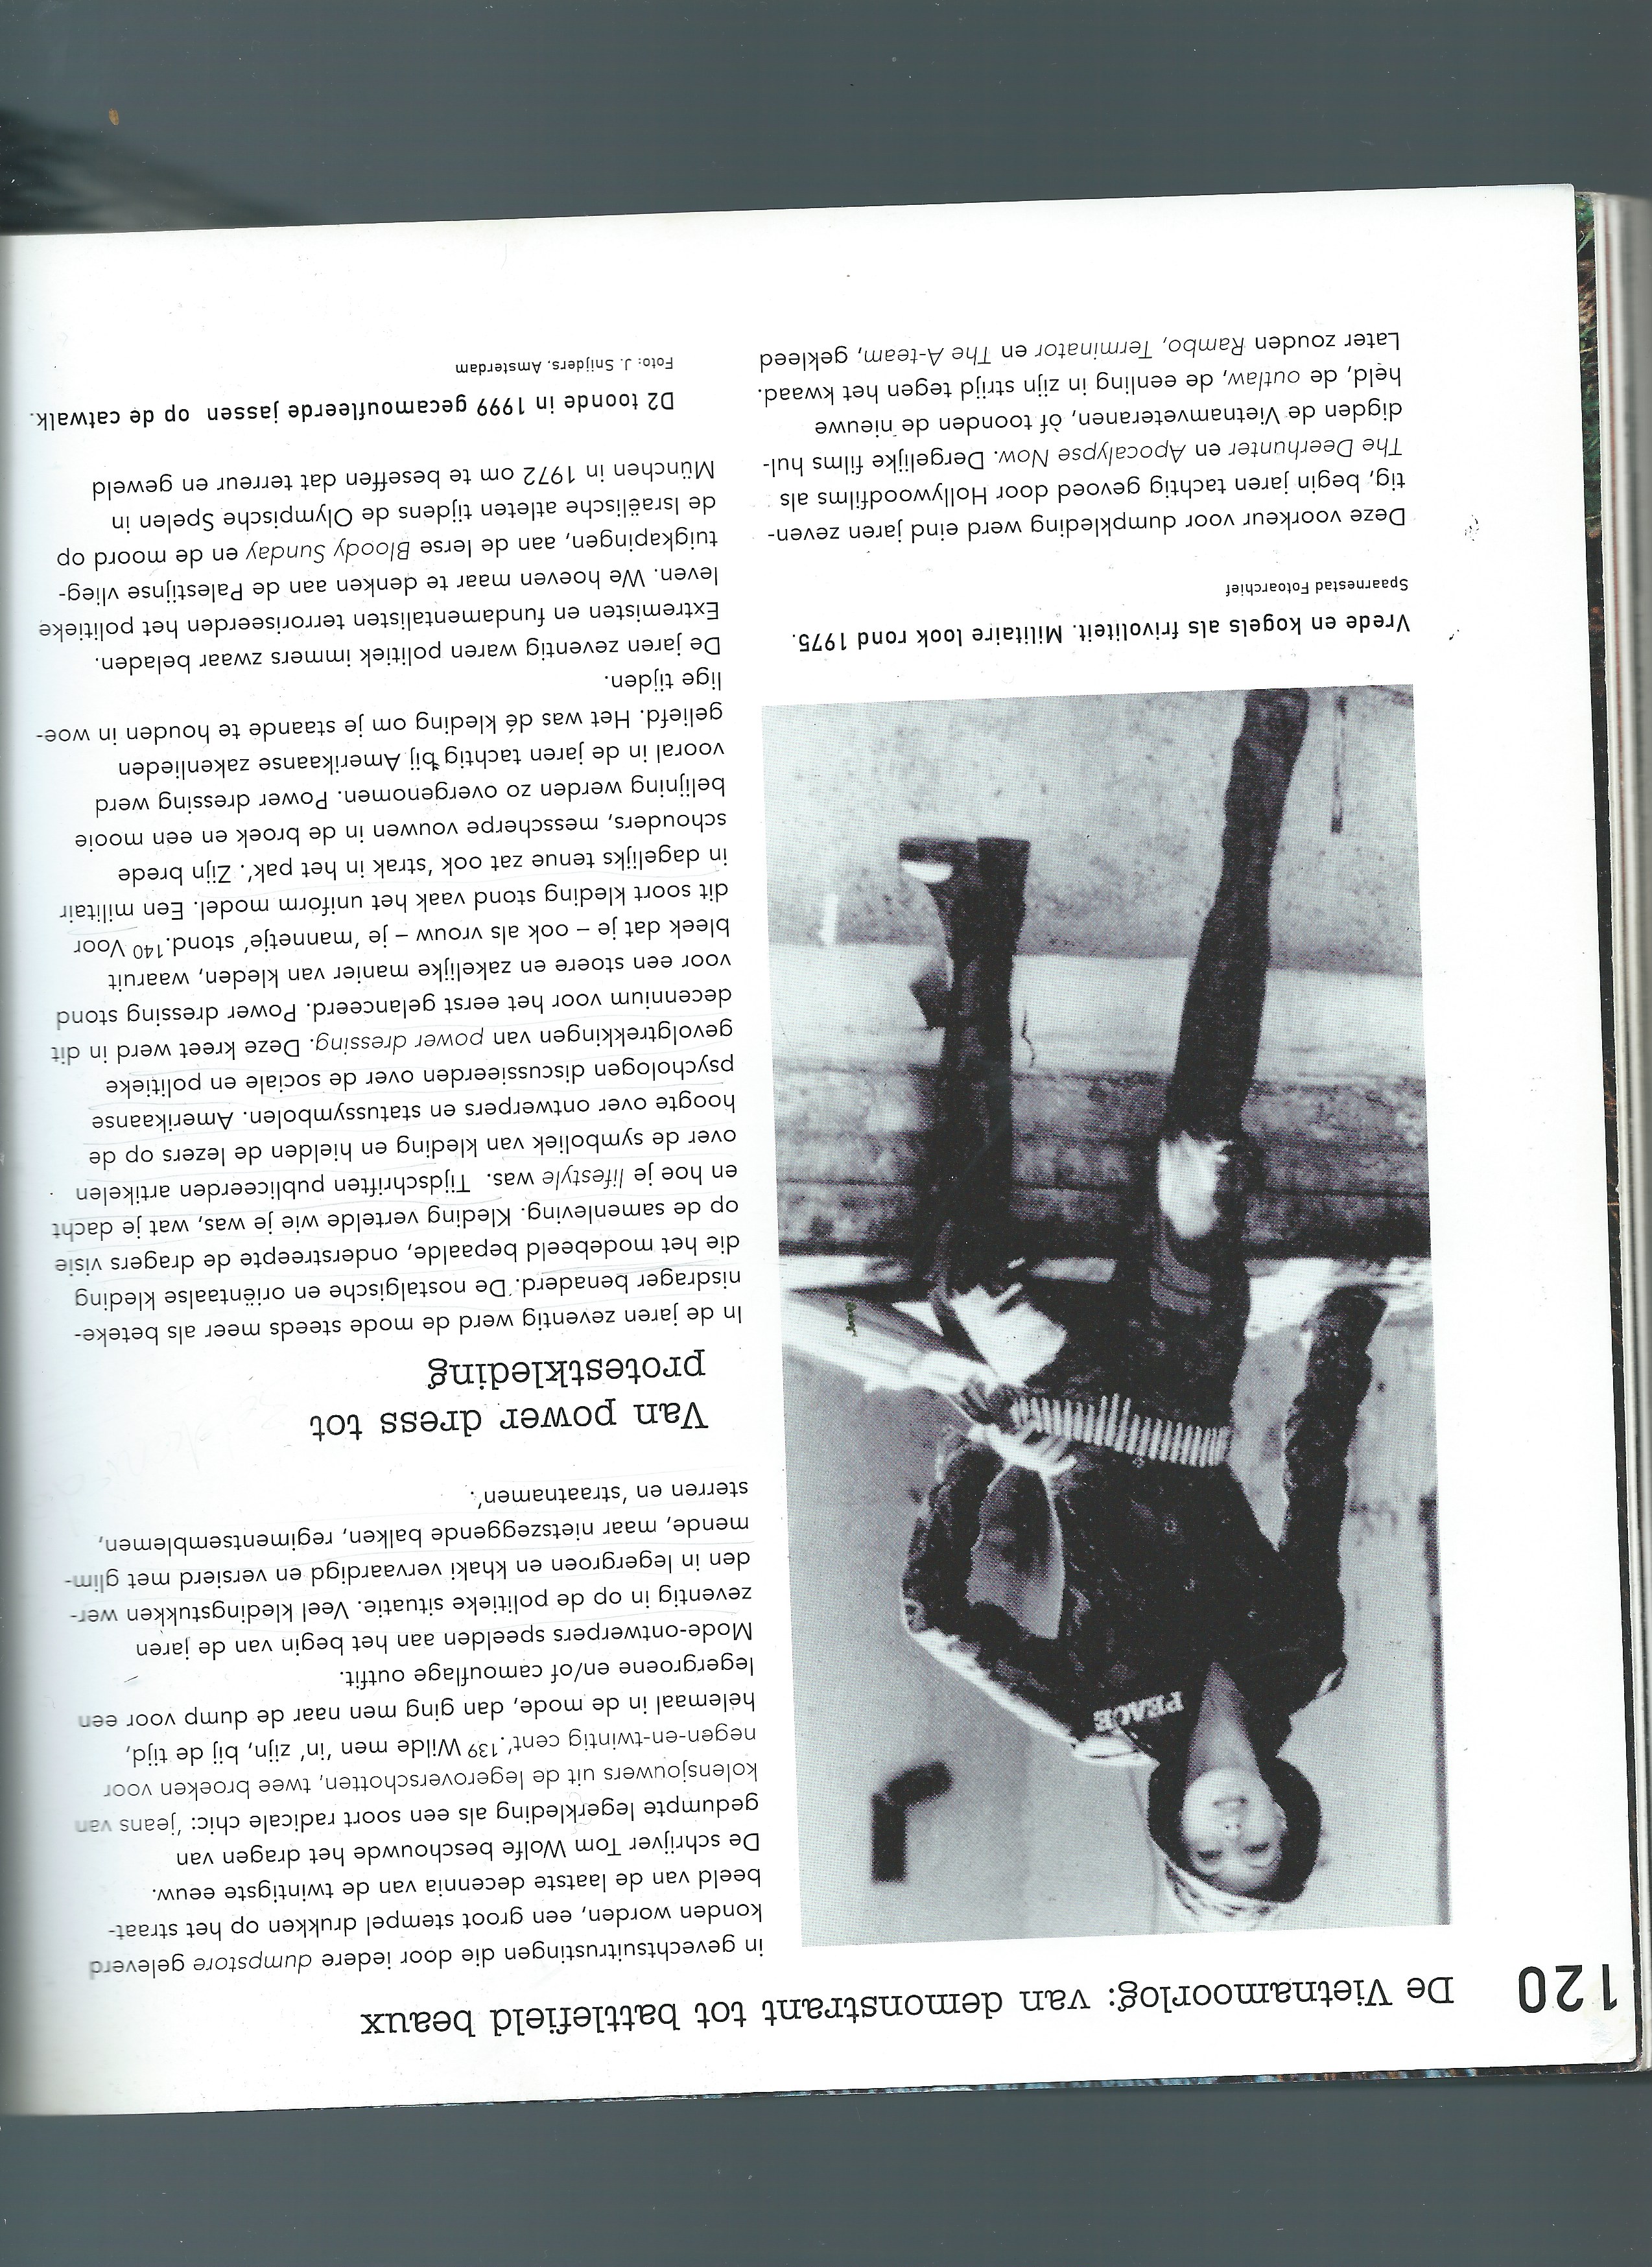 120
De Vietnamoorlog: van demonstrant tot battlefield beaux
PEACE
Vrede en kogels als frivoliteit. Militaire look rond 1975.
Spaarnestad Fotoarchief
Deze voorkeur voor dumpkleding werd eind jaren zeven-
tig, begin jaren tachtig gevoed door Hollywoodfilms als
The Deerhunter en Apocalypse Now. Dergelijke films hul-
digden de Vietnamveteranen, òf toonden de nieuwe
held, de outlaw, de eenling in zijn strijd tegen het kwaad.
Later zouden Rambo, Terminator en The A-team, gekleed
in gevechtsuitrustingen die door iedere dumpstore geleverd
konden worden, een groot stempel drukken op het straat-
beeld van de laatste decennia van de twintigste eeuw.
De schrijver Tom Wolfe beschouwde het dragen van
gedumpte legerkleding als een soort radicale chic: 'jeans van
kolensjouwers uit de legeroverschotten, twee broeken voor
negen-en-twintig cent'.139 Wilde men 'in' zijn, bij de tijd,
helemaal in de mode, dan ging men naar de dump voor een
legergroene en/of camouflage outfit.
Mode-ontwerpers speelden aan het begin van de jaren
zeventig in op de politieke situatie. Veel kledingstukken wer-
den in legergroen en khaki vervaardigd en versierd met glim-
mende, maar nietszeggende balken, regimentsemblemen,
sterren en 'straatnamen'.
Van power dress tot
protestkleding
In de jaren zeventig werd de mode steeds meer als beteke-
nisdrager benaderd. De nostalgische en oriëntaalse kleding
die het modebeeld bepaalde, onderstreepte de dragers visie
op de samenleving. Kleding vertelde wie je was, wat je dacht
en hoe je lifestyle was. Tijdschriften publiceerden artikelen
over de symboliek van kleding en hielden de lezers op de
hoogte over ontwerpers en statussymbolen. Amerikaanse
psychologen discussieerden over de sociale en politieke
gevolgtrekkingen van power dressing. Deze kreet werd in dit
decennium voor het eerst gelanceerd. Power dressing stond
voor een stoere en zakelijke manier van kleden, waaruit
bleek dat je – ook als vrouw – je 'mannetje' stond.140 Voor
dit soort kleding stond vaak het uniform model. Een militair
in dagelijks tenue zat ook 'strak in het pak'. Zijn brede
schouders, messcherpe vouwen in de broek en een mooie
belijning werden zo overgenomen. Power dressing werd
vooral in de jaren tachtig bij Amerikaanse zakenlieden
geliefd. Het was dé kleding om je staande te houden in woe-
lige tijden.
De jaren zeventig waren politiek immers zwaar beladen.
Extremisten en fundamentalisten terroriseerden het politieke
leven. We hoeven maar te denken aan de Palestijnse vlieg-
tuigkapingen, aan de Ierse Bloody Sunday en de moord op
de Israëlische atleten tijdens de Olympische Spelen in
München in 1972 om te beseffen dat terreur en geweld
D2 toonde in 1999 gecamoufleerde jassen op de catwalk.
Foto: J. Snijders. Amsterdam